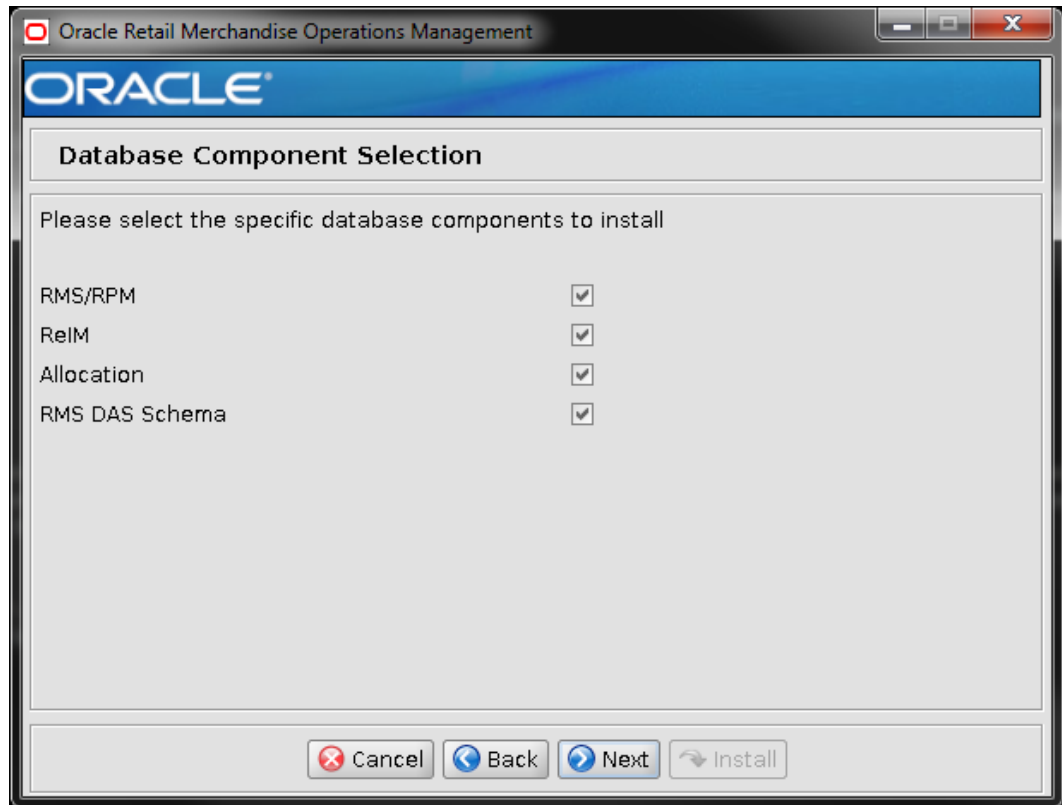 Oracle Retail Merchandise Operations Management
ORACLE®
Database Component Selection
Please select the specific database components to install
RMS/RPM
ReIM
Allocation
RMS DAS Schema
Cancel Back Next Install